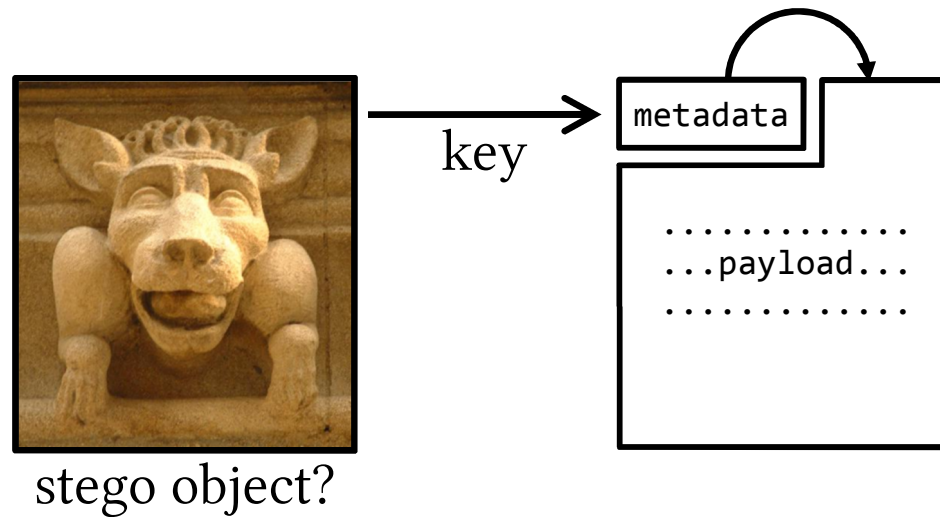 metadata
key
.............
...payload...
.............
stego object?